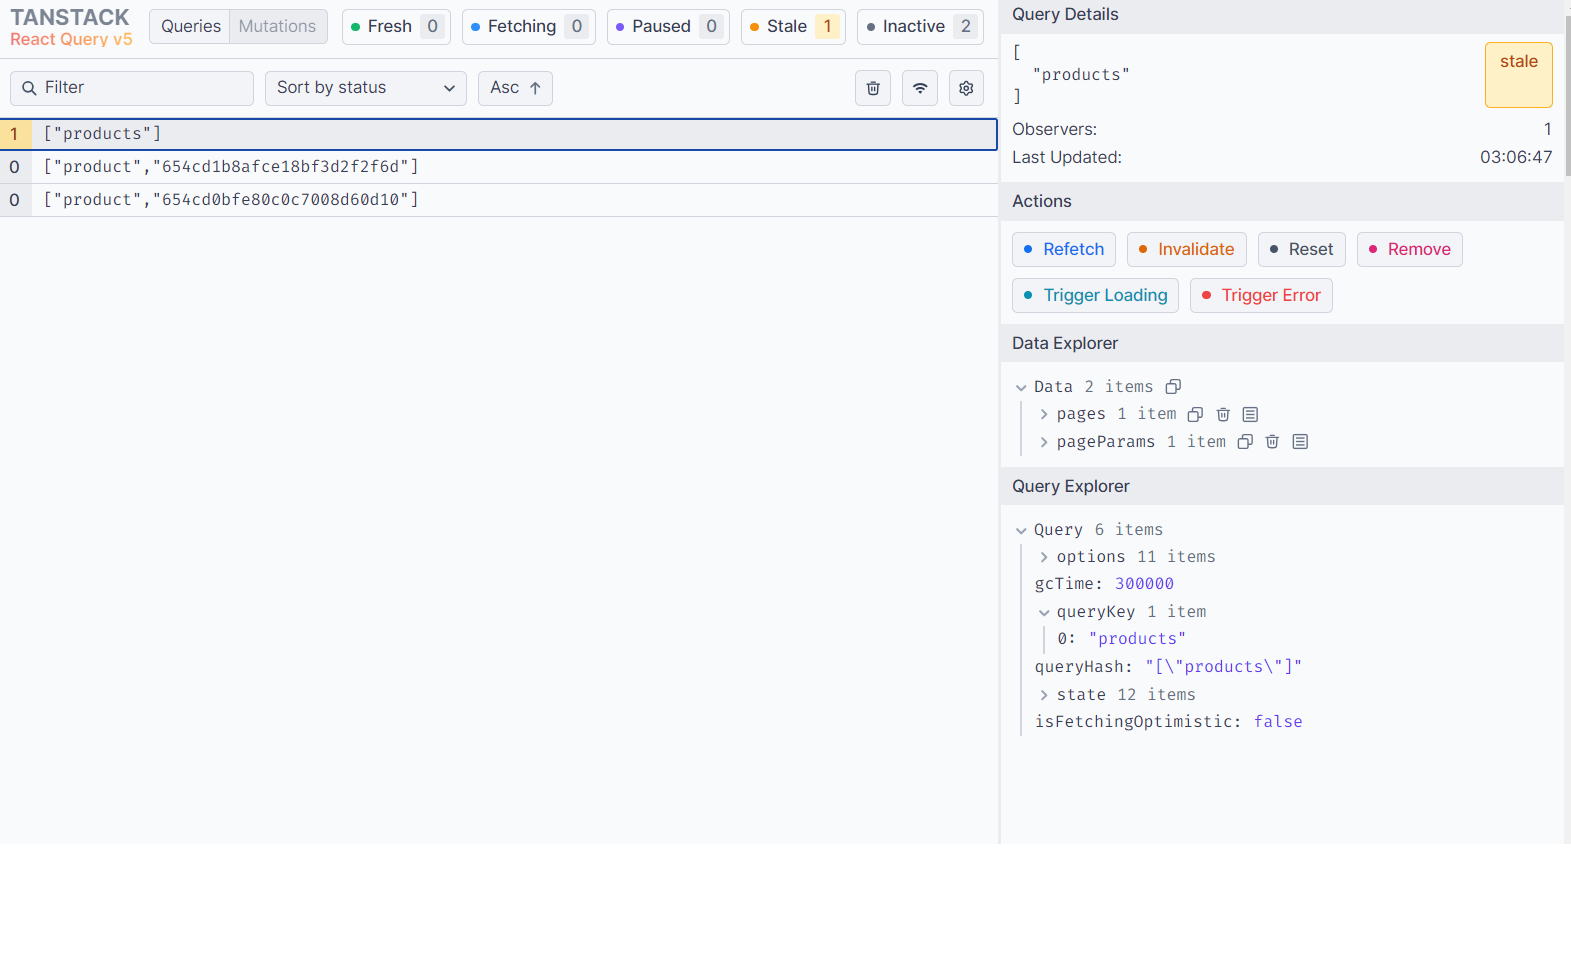 TANSTACK
React Query v5
Queries Mutations
Fresh 0 Fetching 0 Paused 0 Stale 1 Inactive 2
Filter Sort by status Asc ↑
1 ["products"]
0 ["product","654cd1b8afce18bf3d2f2f6d"]
0 ["product","654cd0bfe80c0c7008d60d10"]
Query Details
[
"products"
]
stale
Observers: 1
Last Updated: 03:06:47
Actions
Refetch Invalidate Reset Remove
Trigger Loading Trigger Error
Data Explorer
Data 2 items
pages 1 item
pageParams 1 item
Query Explorer
Query 6 items
options 11 items
gcTime: 300000
queryKey 1 item
0: "products"
queryHash: "[\"products\"]"
state 12 items
isFetchingOptimistic: false